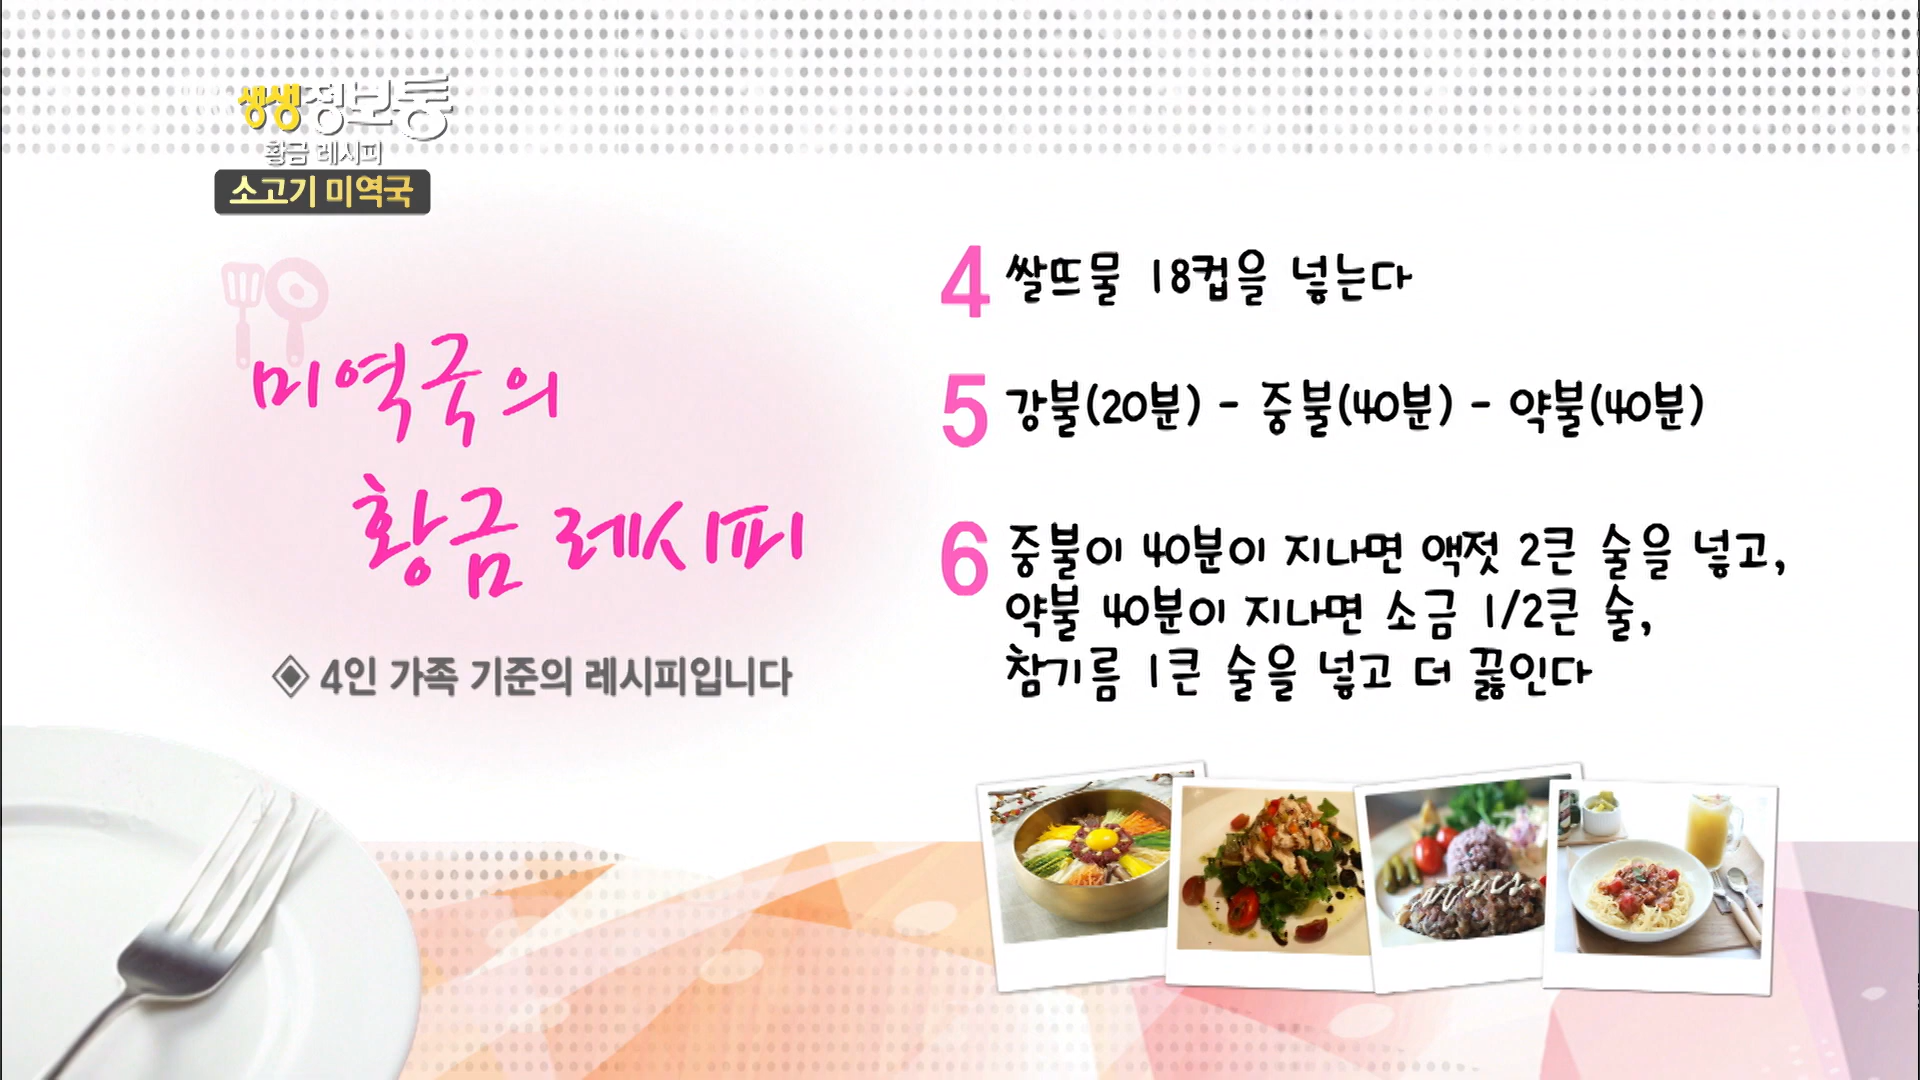 생생정보통
황금 레시피
소고기 미역국
미역국의
황금 레시피
◈ 4인 가족 기준의 레시피입니다
4 쌀뜨물 18컵을 넣는다
5 강불(20분) - 중불(40분) - 약불(40분)
6 중불이 40분이 지나면 액젓 2큰 술을 넣고,
약불 40분이 지나면 소금 1/2큰 술,
참기름 1큰 술을 넣고 더 끓인다